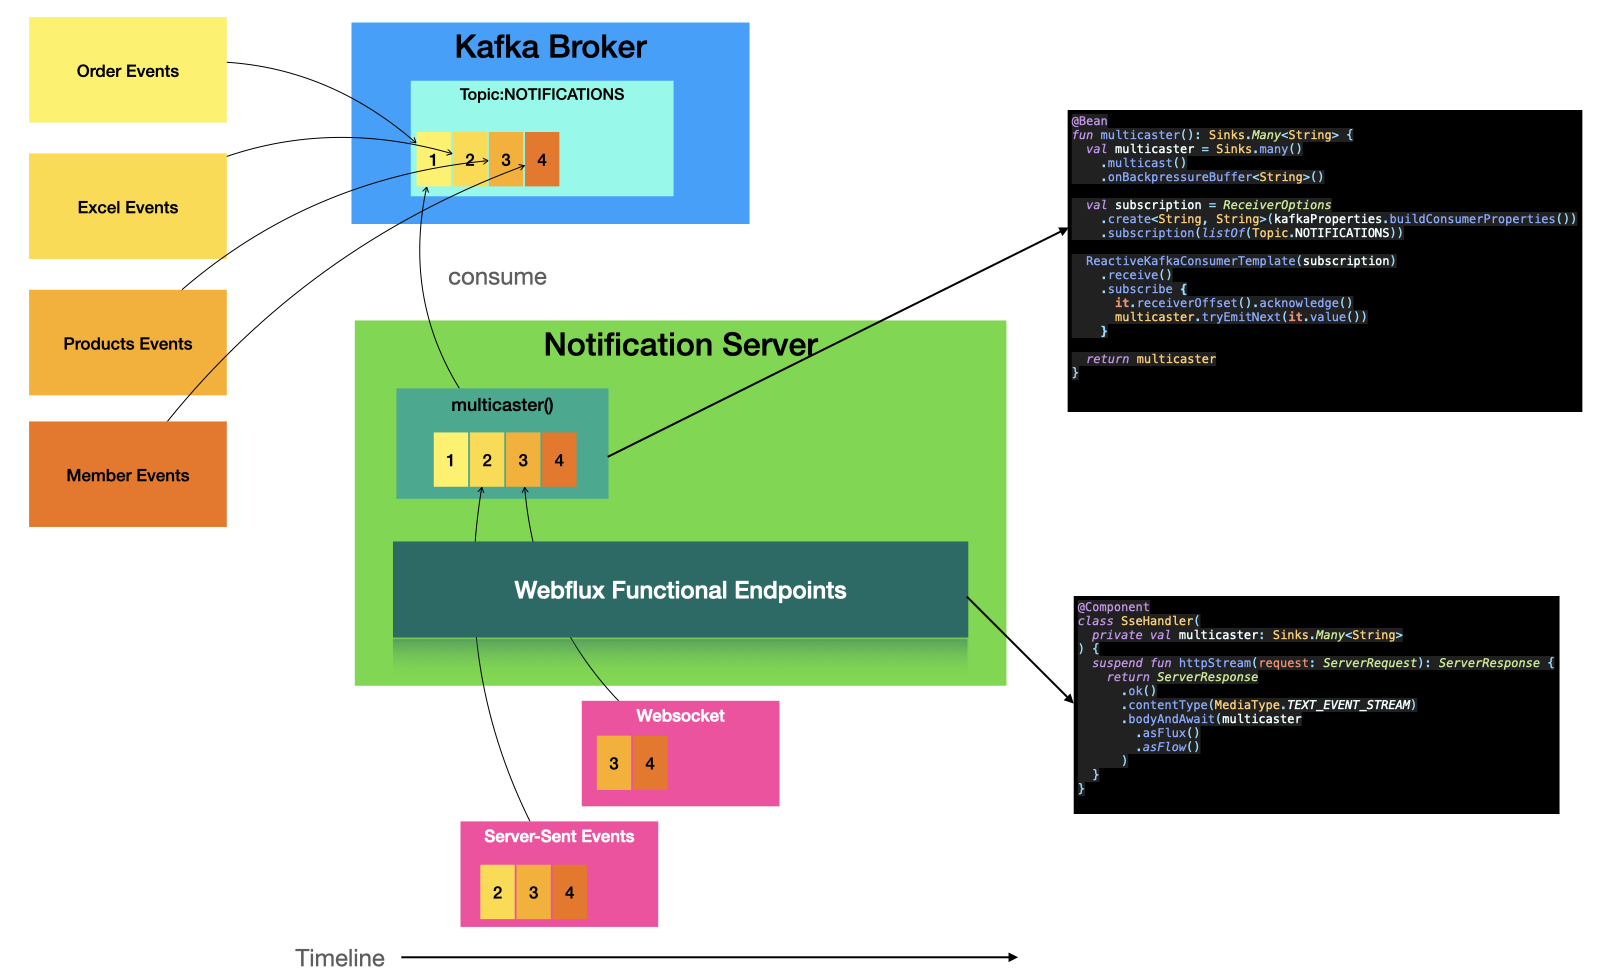 Order Events
Excel Events
Products Events
Member Events
Kafka Broker
Topic:NOTIFICATIONS
1 2 3 4
consume
Notification Server
multicaster()
1 2 3 4
Webflux Functional Endpoints
Websocket
3 4
Server-Sent Events
2 3 4
Timeline
@Bean
fun multicaster(): Sinks.Many<String> {
  val multicaster = Sinks.many()
    .multicast()
    .onBackpressureBuffer<String>()
  val subscription = ReceiverOptions
    .create<String, String>(kafkaProperties.buildConsumerProperties())
    .subscription(listOf(Topic.NOTIFICATIONS))
  ReactiveKafkaConsumerTemplate(subscription)
    .receive()
    .subscribe {
      it.receiverOffset().acknowledge()
      multicaster.tryEmitNext(it.value())
    }
  return multicaster
}
@Component
class SseHandler(
  private val multicaster: Sinks.Many<String>
) {
  suspend fun httpStream(request: ServerRequest): ServerResponse {
    return ServerResponse
      .ok()
      .contentType(MediaType.TEXT_EVENT_STREAM)
      .bodyAndAwait(multicaster
        .asFlux()
        .asFlow()
      )
  }
}